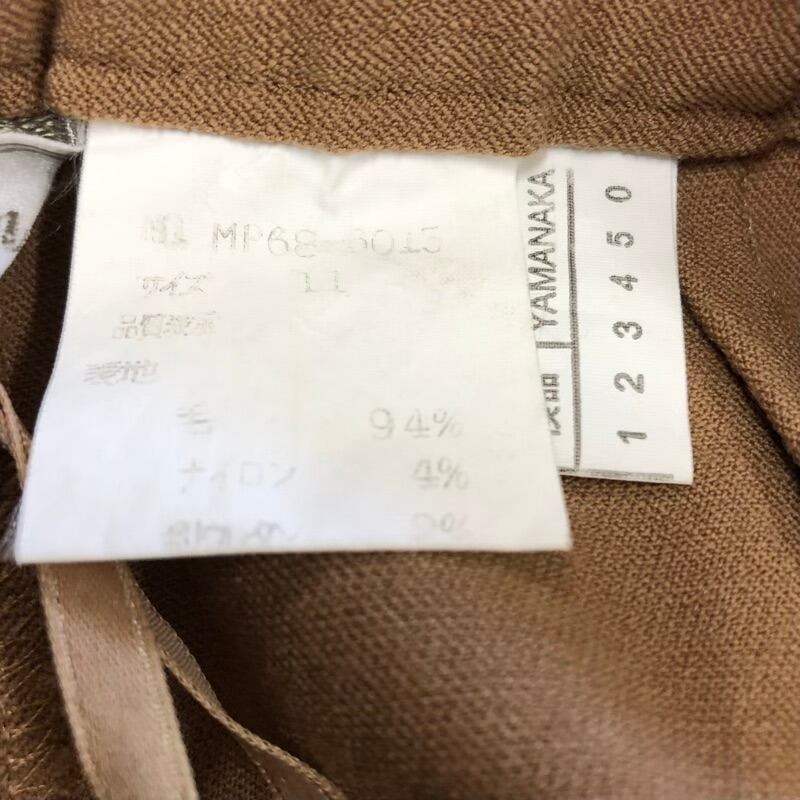 MP68-6015
サイズ 11
品質表示
表地
毛 94%
ナイロン 4%
YAMANAKA
1 2 3 4 5 0